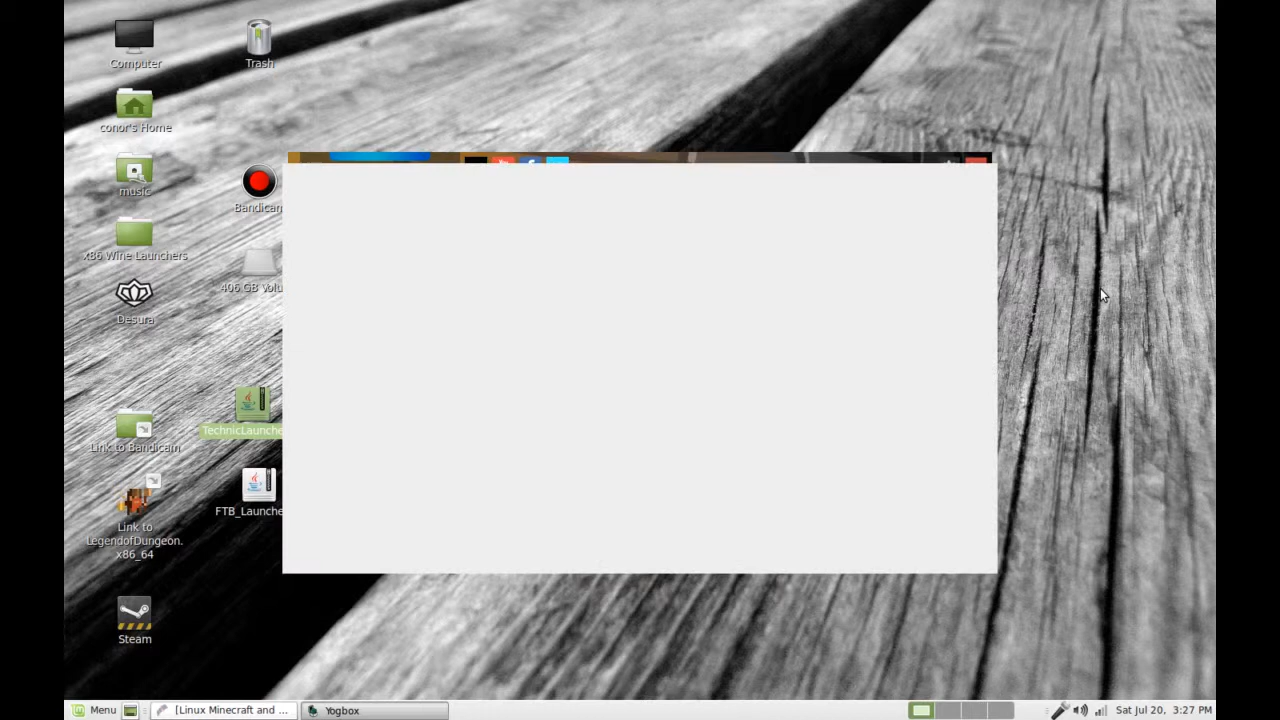 Computer
Trash
conor's Home
music
Bandicam
x86 Wine Launchers
406 GB Volu
Desura
TechnicLaunche
Link to Bandicam
FTB_Launche
Link to
LegendofDungeon.
x86_64
Steam
Menu
[Linux Minecraft and ...
Yogbox
Sat Jul 20, 3:27 PM